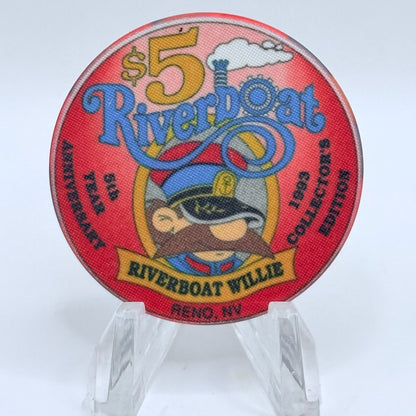 $5
Riverboat
5th
YEAR
ANNIVERSARY
1993
COLLECTOR'S
EDITION
RIVERBOAT WILLIE
RENO, NV